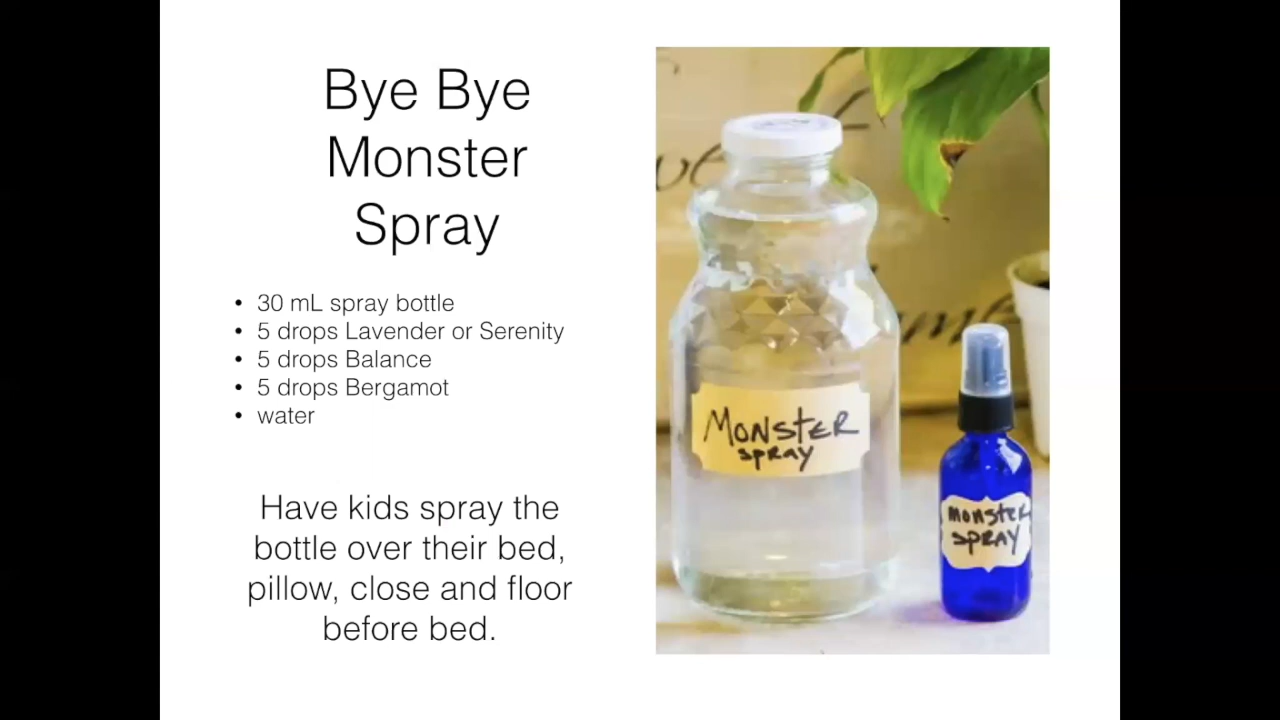 Bye Bye
Monster
Spray
• 30 mL spray bottle
• 5 drops Lavender or Serenity
• 5 drops Balance
• 5 drops Bergamot
• water
Have kids spray the
bottle over their bed,
pillow, close and floor
before bed.
Monster
spray
monster
spray